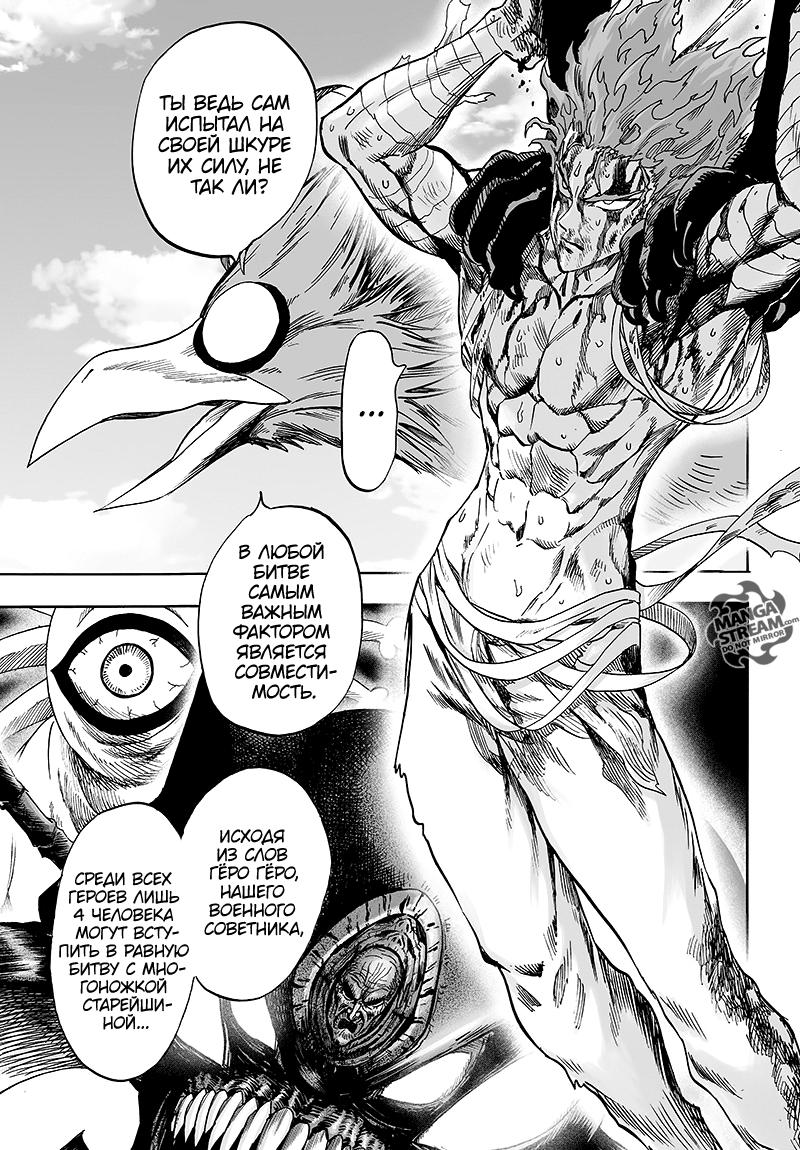 ТЫ ВЕДЬ САМ
ИСПЫТАЛ НА
СВОЕЙ ШКУРЕ
ИХ СИЛУ, НЕ
ТАК ЛИ?
...
В ЛЮБОЙ
БИТВЕ
САМЫМ
ВАЖНЫМ
ФАКТОРОМ
ЯВЛЯЕТСЯ
СОВМЕСТИ-
МОСТЬ.
MANGA
STREAM.com
DO NOT MIRROR!
ИСХОДЯ
ИЗ СЛОВ
ГЁРО ГЁРО,
НАШЕГО
ВОЕННОГО
СОВЕТНИКА,
СРЕДИ ВСЕХ
ГЕРОЕВ ЛИШЬ
4 ЧЕЛОВЕКА
МОГУТ ВСТУ-
ПИТЬ В РАВНУЮ
БИТВУ С МНО-
ГОНОЖКОЙ
СТАРЕЙШИ-
НОЙ...